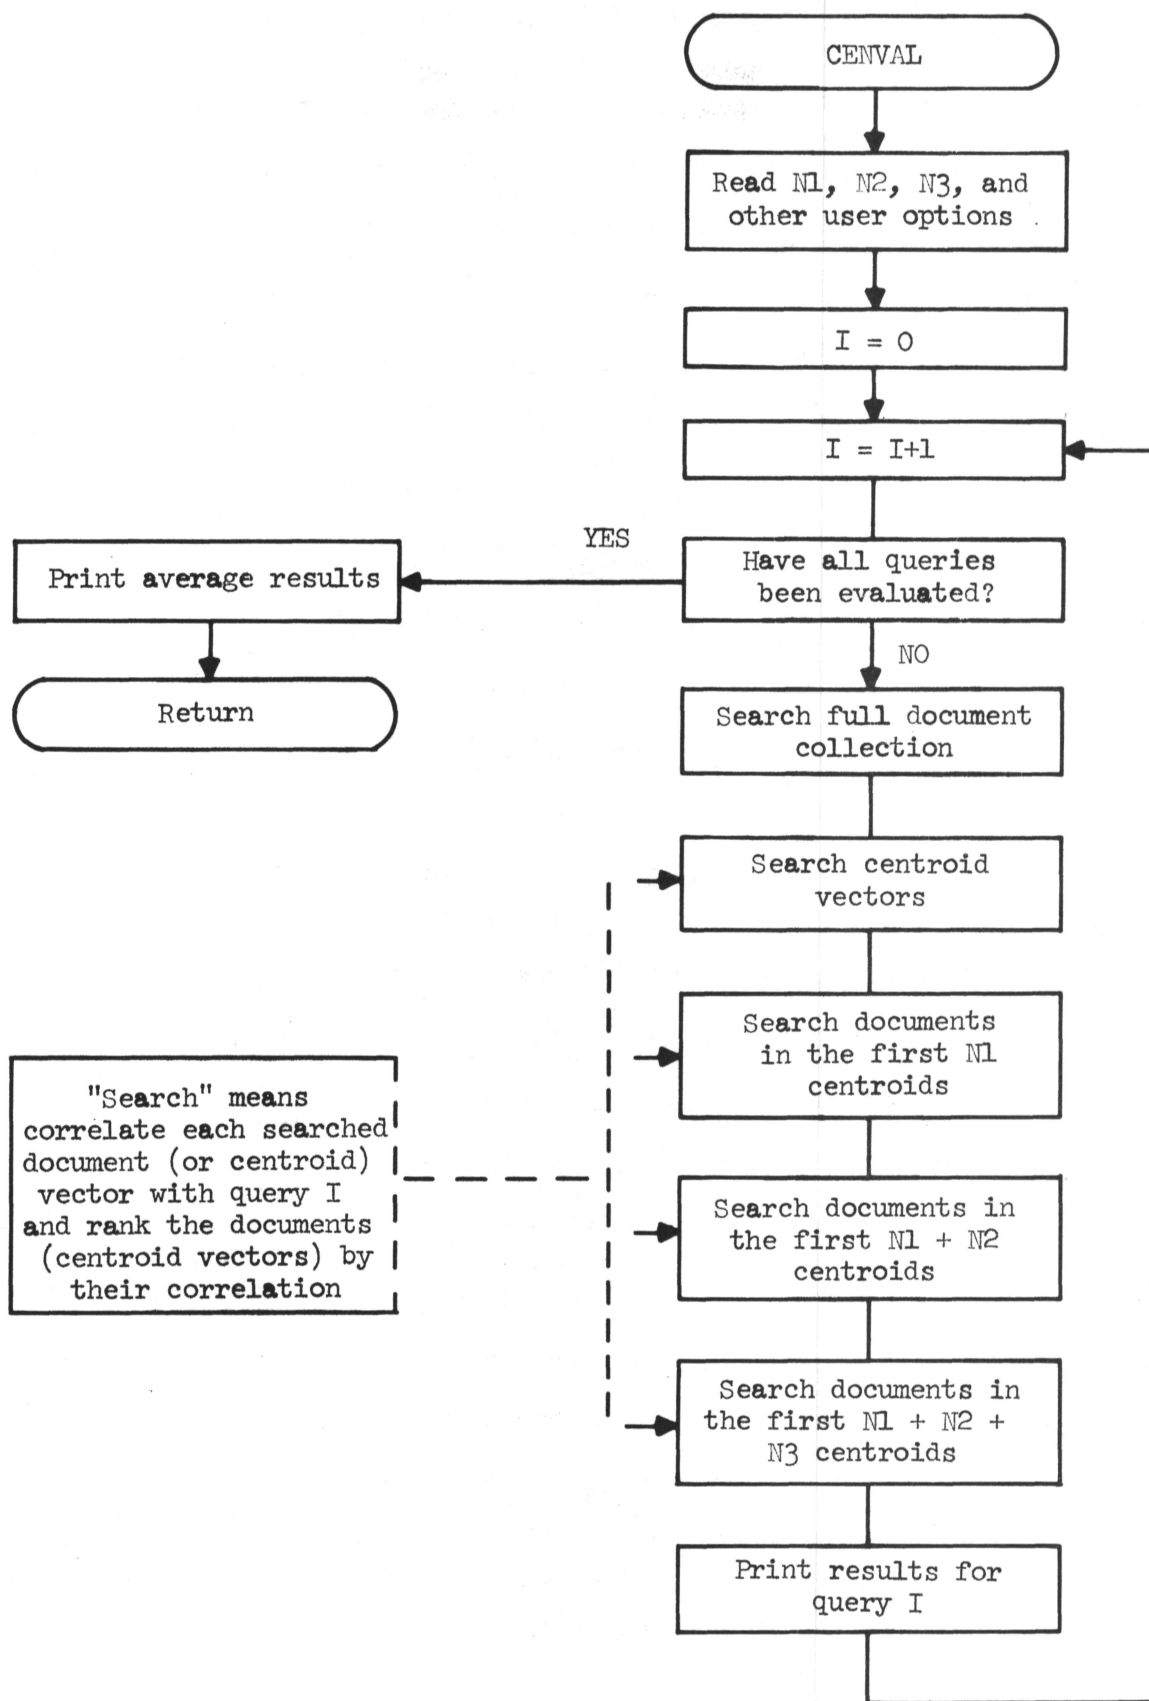 CENVAL
Read N1, N2, N3, and
other user options
I = 0
I = I+1
YES
Have all queries
been evaluated?
Print average results
NO
Return
Search full document
collection
Search centroid
vectors
Search documents
in the first N1
centroids
"Search" means
correlate each searched
document (or centroid)
vector with query I
and rank the documents
(centroid vectors) by
their correlation
Search documents in
the first N1 + N2
centroids
Search documents in
the first N1 + N2 +
N3 centroids
Print results for
query I